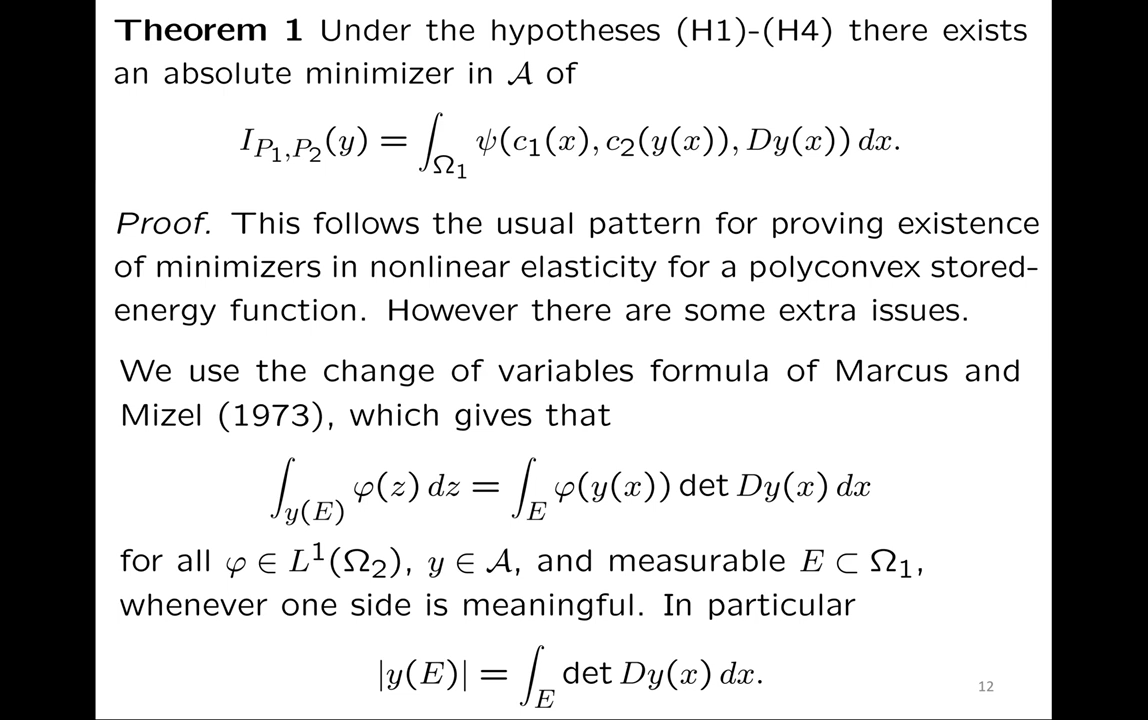 Theorem 1 Under the hypotheses (H1)-(H4) there exists
an absolute minimizer in 𝒜 of
I_{P_1,P_2}(y) = ∫_{Ω_1} ψ(c_1(x), c_2(y(x)), Dy(x)) dx.
Proof. This follows the usual pattern for proving existence
of minimizers in nonlinear elasticity for a polyconvex stored-
energy function. However there are some extra issues.
We use the change of variables formula of Marcus and
Mizel (1973), which gives that
∫_{y(E)} φ(z) dz = ∫_E φ(y(x)) det Dy(x) dx
for all φ ∈ L^1(Ω_2), y ∈ 𝒜, and measurable E ⊂ Ω_1,
whenever one side is meaningful. In particular
|y(E)| = ∫_E det Dy(x) dx.
12